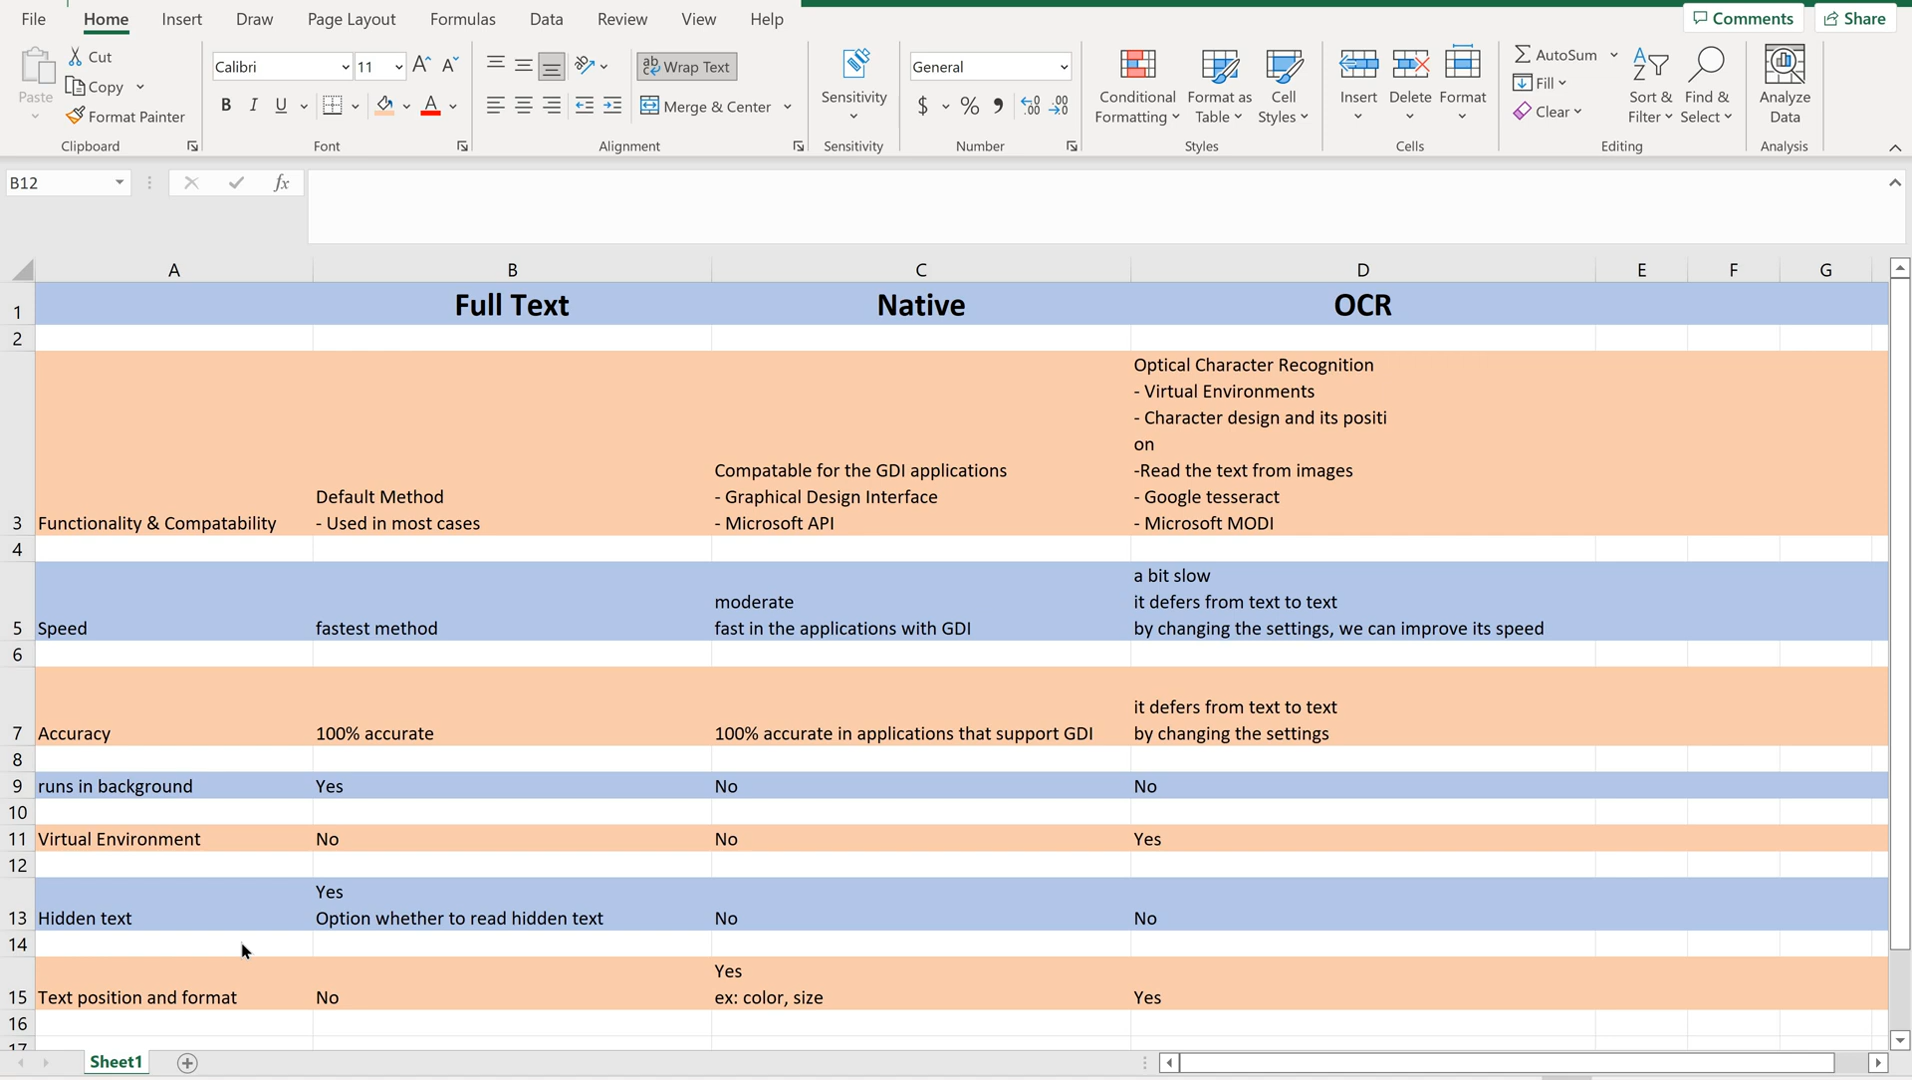 File Home Insert Draw Page Layout Formulas Data Review View Help Comments Share
Cut
Copy
Format Painter
Paste
Clipboard
Calibri 11 A^ A˅
B I U A
Font
ab Wrap Text
Merge & Center
Alignment
Sensitivity
Sensitivity
General
$ % 9 .00 .00
Number
Conditional Formatting
Format as Table
Cell Styles
Styles
Insert Delete Format
Cells
AutoSum
Fill
Clear
Sort & Filter
Find & Select
Editing
Analyze Data
Analysis
B12 fx
A B C D E F G
1 Full Text Native OCR
2
Optical Character Recognition
- Virtual Environments
- Character design and its positi
on
Compatable for the GDI applications -Read the text from images
Default Method - Graphical Design Interface - Google tesseract
3 Functionality & Compatability - Used in most cases - Microsoft API - Microsoft MODI
4
a bit slow
moderate it defers from text to text
5 Speed fastest method fast in the applications with GDI by changing the settings, we can improve its speed
6
it defers from text to text
7 Accuracy 100% accurate 100% accurate in applications that support GDI by changing the settings
8
9 runs in background Yes No No
10
11 Virtual Environment No No Yes
12
Yes
13 Hidden text Option whether to read hidden text No No
14
Yes
15 Text position and format No ex: color, size Yes
16
17
Sheet1